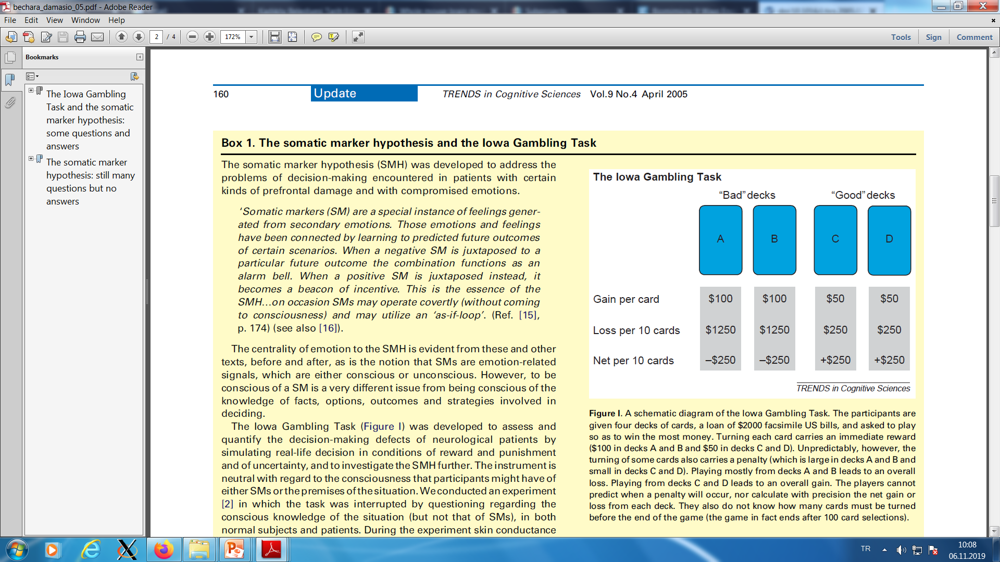 bechara_damasio_05.pdf - Adobe Reader
File Edit View Window Help
2 / 4 172% Tools Sign Comment
Bookmarks
The Iowa Gambling
Task and the somatic
marker hypothesis:
some questions and
answers
The somatic marker
hypothesis: still many
questions but no
answers
160 Update TRENDS in Cognitive Sciences Vol.9 No.4 April 2005
Box 1. The somatic marker hypothesis and the Iowa Gambling Task
The somatic marker hypothesis (SMH) was developed to address the
problems of decision-making encountered in patients with certain
kinds of prefrontal damage and with compromised emotions.
‘Somatic markers (SM) are a special instance of feelings gener-
ated from secondary emotions. Those emotions and feelings
have been connected by learning to predicted future outcomes
of certain scenarios. When a negative SM is juxtaposed to a
particular future outcome the combination functions as an
alarm bell. When a positive SM is juxtaposed instead, it
becomes a beacon of incentive. This is the essence of the
SMH…on occasion SMs may operate covertly (without coming
to consciousness) and may utilize an ‘as-if-loop’. (Ref. [15],
p. 174) (see also [16]).
The centrality of emotion to the SMH is evident from these and other
texts, before and after, as is the notion that SMs are emotion-related
signals, which are either conscious or unconscious. However, to be
conscious of a SM is a very different issue from being conscious of the
knowledge of facts, options, outcomes and strategies involved in
deciding.
The Iowa Gambling Task (Figure I) was developed to assess and
quantify the decision-making defects of neurological patients by
simulating real-life decision in conditions of reward and punishment
and of uncertainty, and to investigate the SMH further. The instrument is
neutral with regard to the consciousness that participants might have of
either SMs or the premises of the situation. We conducted an experiment
[2] in which the task was interrupted by questioning regarding the
conscious knowledge of the situation (but not that of SMs), in both
normal subjects and patients. During the experiment skin conductance
The Iowa Gambling Task
“Bad” decks “Good” decks
A B C D
Gain per card $100 $100 $50 $50
Loss per 10 cards $1250 $1250 $250 $250
Net per 10 cards –$250 –$250 +$250 +$250
TRENDS in Cognitive Sciences
Figure I. A schematic diagram of the Iowa Gambling Task. The participants are
given four decks of cards, a loan of $2000 facsimile US bills, and asked to play
so as to win the most money. Turning each card carries an immediate reward
($100 in decks A and B and $50 in decks C and D). Unpredictably, however, the
turning of some cards also carries a penalty (which is large in decks A and B and
small in decks C and D). Playing mostly from decks A and B leads to an overall
loss. Playing from decks C and D leads to an overall gain. The players cannot
predict when a penalty will occur, nor calculate with precision the net gain or
loss from each deck. They also do not know how many cards must be turned
before the end of the game (the game in fact ends after 100 card selections).
TR
10:08
06.11.2019